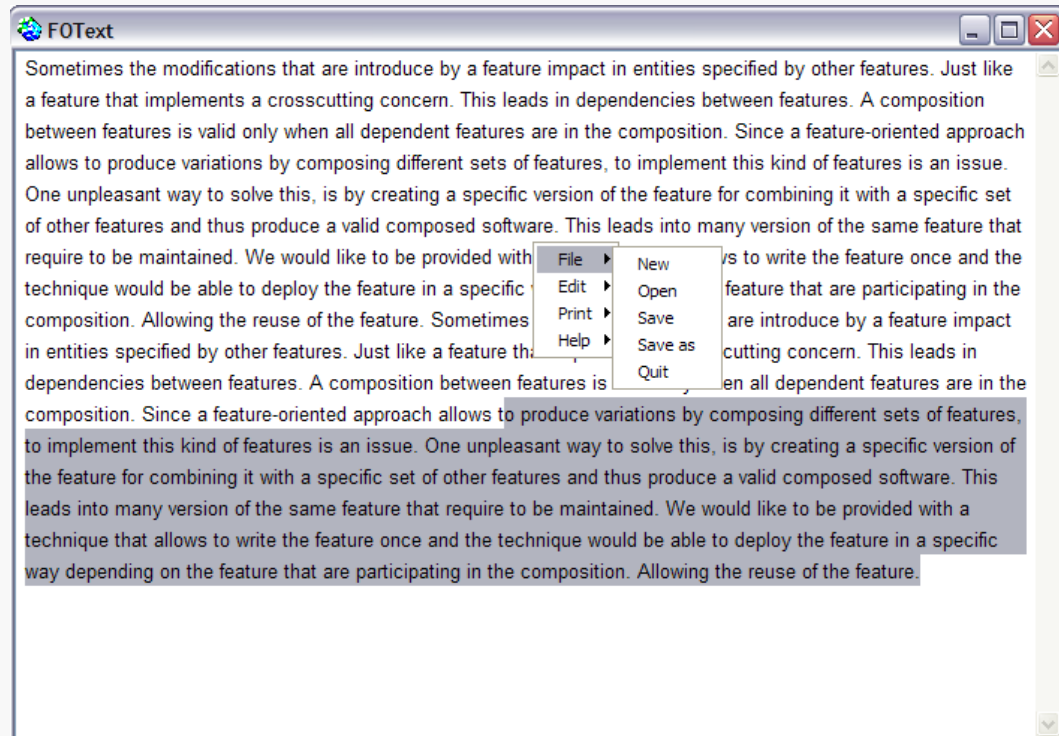 FOText
Sometimes the modifications that are introduce by a feature impact in entities specified by other features. Just like
a feature that implements a crosscutting concern. This leads in dependencies between features. A composition
between features is valid only when all dependent features are in the composition. Since a feature-oriented approach
allows to produce variations by composing different sets of features, to implement this kind of features is an issue.
One unpleasant way to solve this, is by creating a specific version of the feature for combining it with a specific set
of other features and thus produce a valid composed software. This leads into many version of the same feature that
require to be maintained. We would like to be provided with to write the feature once and the
technique would be able to deploy the feature in a specific feature that are participating in the
composition. Allowing the reuse of the feature. Sometimes are introduce by a feature impact
in entities specified by other features. Just like a feature cutting concern. This leads in
dependencies between features. A composition between features is all dependent features are in the
composition. Since a feature-oriented approach allows to produce variations by composing different sets of features,
to implement this kind of features is an issue. One unpleasant way to solve this, is by creating a specific version of
the feature for combining it with a specific set of other features and thus produce a valid composed software. This
leads into many version of the same feature that require to be maintained. We would like to be provided with a
technique that allows to write the feature once and the technique would be able to deploy the feature in a specific
way depending on the feature that are participating in the composition. Allowing the reuse of the feature.
File
Edit
Print
Help
New
Open
Save
Save as
Quit